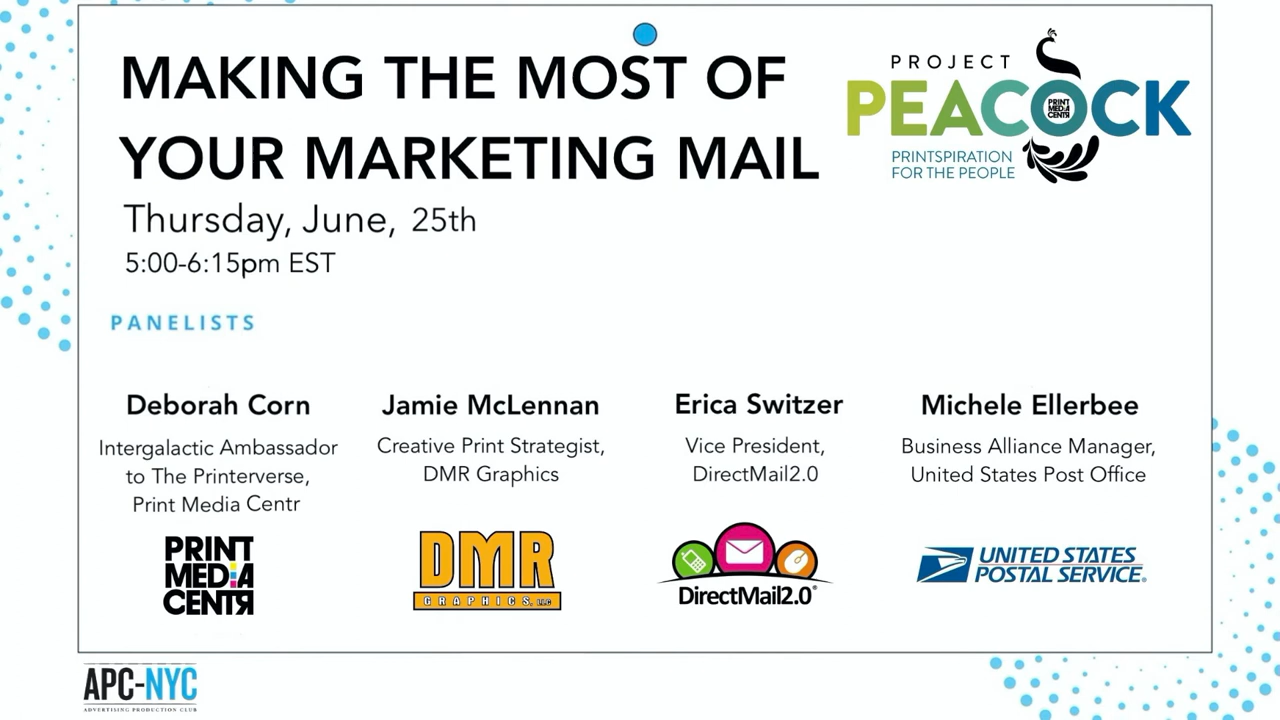 MAKING THE MOST OF
YOUR MARKETING MAIL
Thursday, June, 25th
5:00-6:15pm EST
PROJECT
PEACOCK
PRINT
MEDIA
CENTR
PRINTSPIRATION
FOR THE PEOPLE
PANELISTS
Deborah Corn
Intergalactic Ambassador
to The Printerverse,
Print Media Centr
PRINT
MEDIA
CENTR
Jamie McLennan
Creative Print Strategist,
DMR Graphics
DMR
GRAPHICS, LLC
Erica Switzer
Vice President,
DirectMail2.0
DirectMail2.0®
Michele Ellerbee
Business Alliance Manager,
United States Post Office
UNITED STATES
POSTAL SERVICE®
APC-NYC
ADVERTISING PRODUCTION CLUB